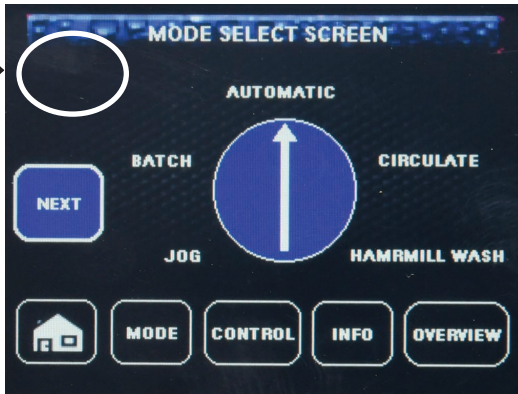 MODE SELECT SCREEN
AUTOMATIC
BATCH
CIRCULATE
NEXT
JOG
HAMRMILL WASH
MODE
CONTROL
INFO
OVERVIEW